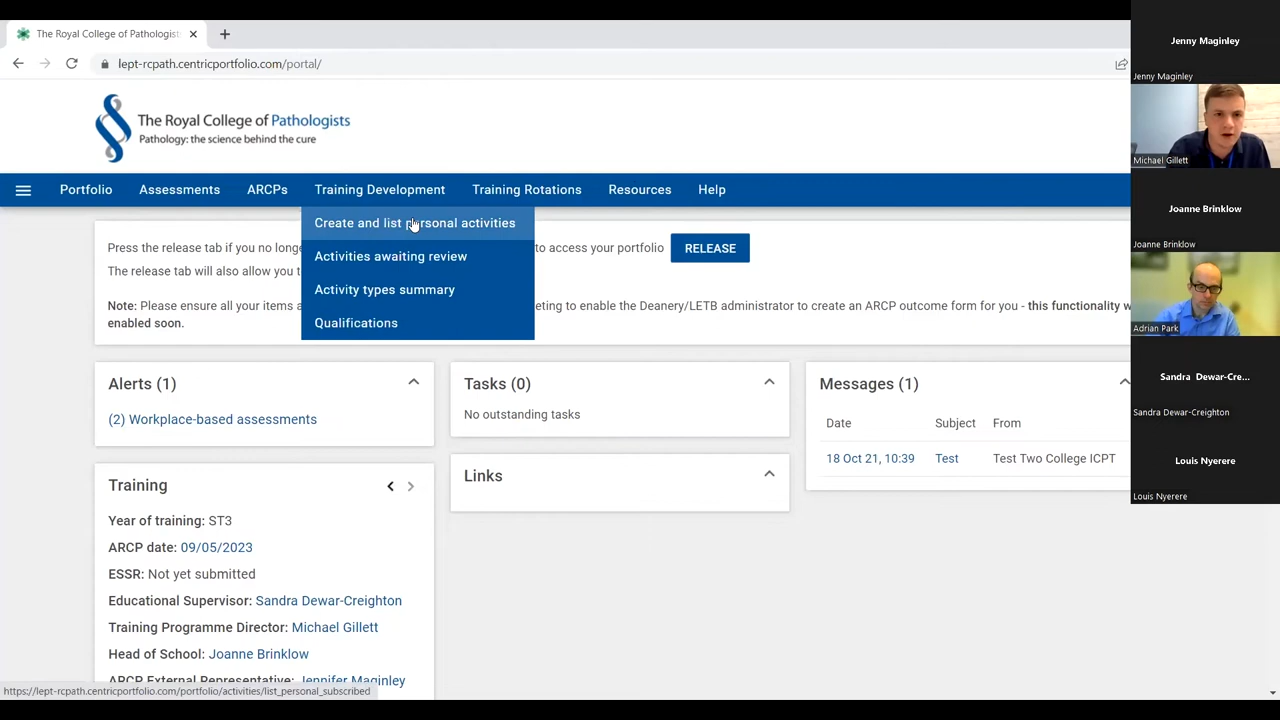 The Royal College of Pathologist
lept-rcpath.centricportfolio.com/portal/
The Royal College of Pathologists
Pathology: the science behind the cure
Portfolio Assessments ARCPs Training Development Training Rotations Resources Help
Create and list personal activities
Activities awaiting review
Activity types summary
Qualifications
Press the release tab if you no longe to access your portfolio RELEASE
The release tab will also allow you t
Note: Please ensure all your items a eting to enable the Deanery/LETB administrator to create an ARCP outcome form for you - this functionality w
enabled soon.
Alerts (1)
(2) Workplace-based assessments
Training
Year of training: ST3
ARCP date: 09/05/2023
ESSR: Not yet submitted
Educational Supervisor: Sandra Dewar-Creighton
Training Programme Director: Michael Gillett
Head of School: Joanne Brinklow
ARCP External Representative: Jennifer Maginley
Tasks (0)
No outstanding tasks
Links
Messages (1)
Date Subject From
18 Oct 21, 10:39 Test Test Two College ICPT
https://lept-rcpath.centricportfolio.com/portfolio/activities/list_personal_subscribed
Jenny Maginley
Jenny Maginley
Michael Gillett
Joanne Brinklow
Joanne Brinklow
Adrian Park
Sandra Dewar-Cre...
Sandra Dewar-Creighton
Louis Nyerere
Louis Nyerere